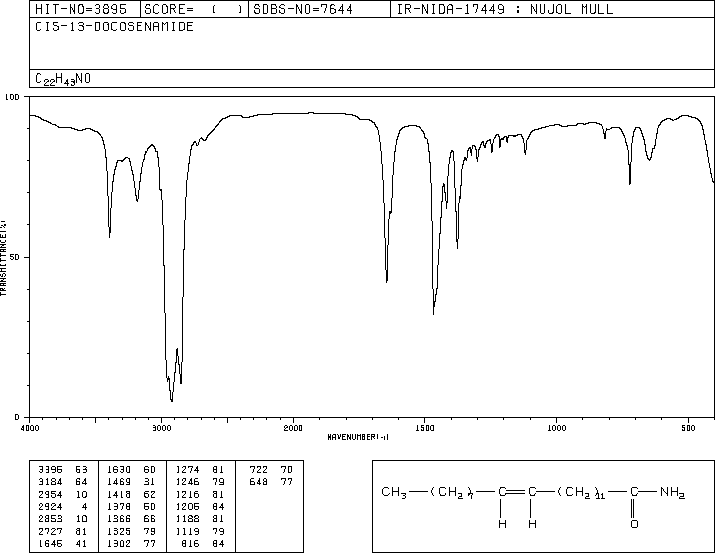 HIT-NO=3895 SCORE= ( ) SDBS-NO=7644 IR-NIDA-17449 : NUJOL MULL
CIS-13-DOCOSENAMIDE
C22H43NO
100
50
0
TRANSMITTANCE(%)
4000 3000 2000 1500 1000 500
WAVENUMBER(-1)
3395 53 1630 60 1274 81 722 70
3184 64 1469 31 1246 79 648 77
2954 10 1418 62 1216 81
2924 4 1378 50 1206 84
2853 10 1366 66 1188 81
2727 81 1325 79 1119 79
1645 41 1302 77 816 84
CH3 (CH2)7 C C (CH2)11 C NH2
H H O